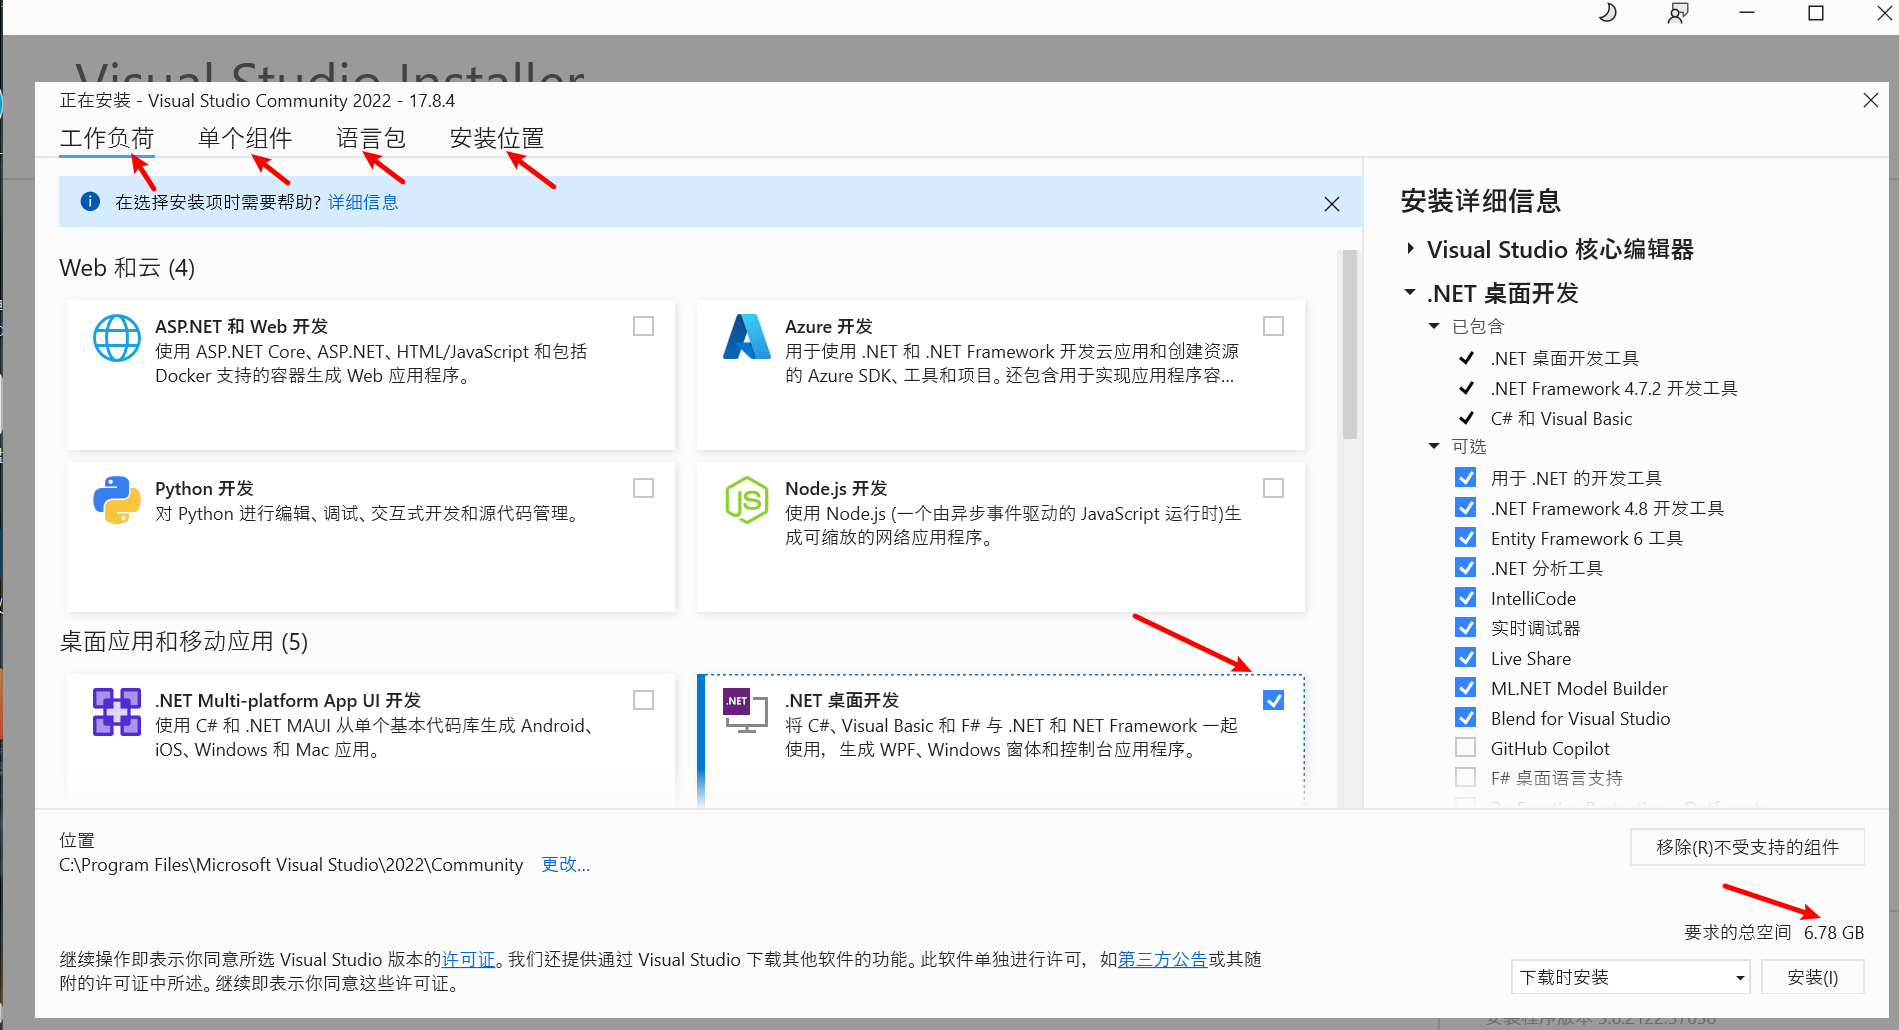 Visual Studio Installer
正在安装 - Visual Studio Community 2022 - 17.8.4
工作负荷 单个组件 语言包 安装位置
在选择安装项时需要帮助? 详细信息
Web 和云 (4)
ASP.NET 和 Web 开发
使用 ASP.NET Core、ASP.NET、HTML/JavaScript 和包括
Docker 支持的容器生成 Web 应用程序。
Azure 开发
用于使用 .NET 和 .NET Framework 开发云应用和创建资源
的 Azure SDK、工具和项目。还包含用于实现应用程序容...
Python 开发
对 Python 进行编辑、调试、交互式开发和源代码管理。
JS
Node.js 开发
使用 Node.js (一个由异步事件驱动的 JavaScript 运行时)生
成可缩放的网络应用程序。
桌面应用和移动应用 (5)
.NET Multi-platform App UI 开发
使用 C# 和 .NET MAUI 从单个基本代码库生成 Android、
iOS、Windows 和 Mac 应用。
.NET
.NET 桌面开发
将 C#、Visual Basic 和 F# 与 .NET 和 NET Framework 一起
使用，生成 WPF、Windows 窗体和控制台应用程序。
安装详细信息
Visual Studio 核心编辑器
.NET 桌面开发
已包含
.NET 桌面开发工具
.NET Framework 4.7.2 开发工具
C# 和 Visual Basic
可选
用于 .NET 的开发工具
.NET Framework 4.8 开发工具
Entity Framework 6 工具
.NET 分析工具
IntelliCode
实时调试器
Live Share
ML.NET Model Builder
Blend for Visual Studio
GitHub Copilot
F# 桌面语言支持
位置
C:\Program Files\Microsoft Visual Studio\2022\Community 更改...
移除(R)不受支持的组件
要求的总空间 6.78 GB
继续操作即表示你同意所选 Visual Studio 版本的许可证。我们还提供通过 Visual Studio 下载其他软件的功能。此软件单独进行许可，如第三方公告或其随
附的许可证中所述。继续即表示你同意这些许可证。
下载时安装 安装(I)